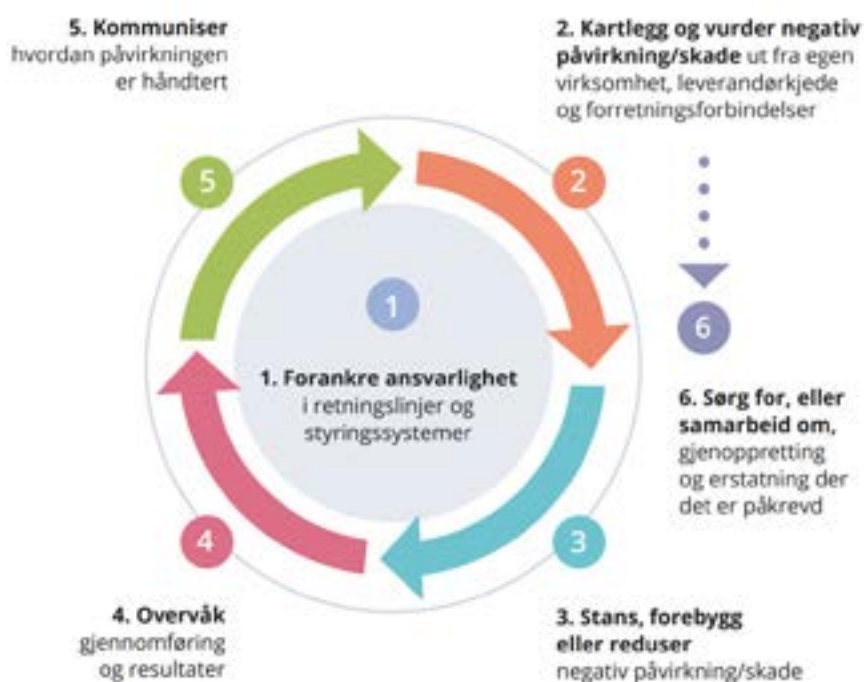 5. Kommuniser
hvordan påvirkningen
er håndtert
2. Kartlegg og vurder negativ
påvirkning/skade ut fra egen
virksomhet, leverandørkjede
og forretningsforbindelser
5
2
1
6
1. Forankre ansvarlighet
i retningslinjer og
styringssystemer
6. Sørg for, eller
samarbeid om,
gjenoppretting
og erstatning der
det er påkrevd
4
3
4. Overvåk
gjennomføring
og resultater
3. Stans, forebygg
eller reduser
negativ påvirkning/skade